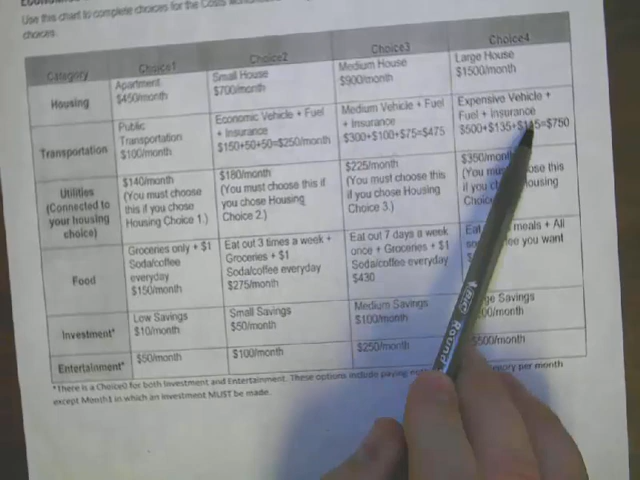 Use this chart to complete choices for the Costs
choices.
Category Choice1 Choice2 Choice3 Choice4
Housing
Apartment
$450/month
Small House
$700/month
Medium House
$900/month
Large House
$1500/month
Transportation
Public
Transportation
$100/month
Economic Vehicle + Fuel
+ Insurance
$150+50+50=$250/month
Medium Vehicle + Fuel
+ Insurance
$300+$100+$75=$475
Expensive Vehicle +
Fuel + Insurance
$500+$135+$115=$750
Utilities
(Connected to
your housing
choice)
$140/month
(You must choose
this if you chose
Housing Choice 1.)
$180/month
(You must choose this if
you chose Housing
Choice 2.)
$225/month
(You must choose this
if you chose Housing
Choice 3.)
$350/month
(You this
if you Housing
Food
Groceries only + $1
Soda/coffee
everyday
$150/month
Eat out 3 times a week +
Groceries + $1
Soda/coffee everyday
$275/month
Eat out 7 days a week
once + Groceries + $1
Soda/coffee everyday
$430
Eat meals + All
you want
Investment*
Low Savings
$10/month
Small Savings
$50/month
Medium Savings
$100/month
Savings
Entertainment*
$50/month
$100/month
$250/month
$500/month
*There is a Choice0 for both Investment and Entertainment. These options include paying per month
except Month1 in which an investment MUST be made.
BIC Round